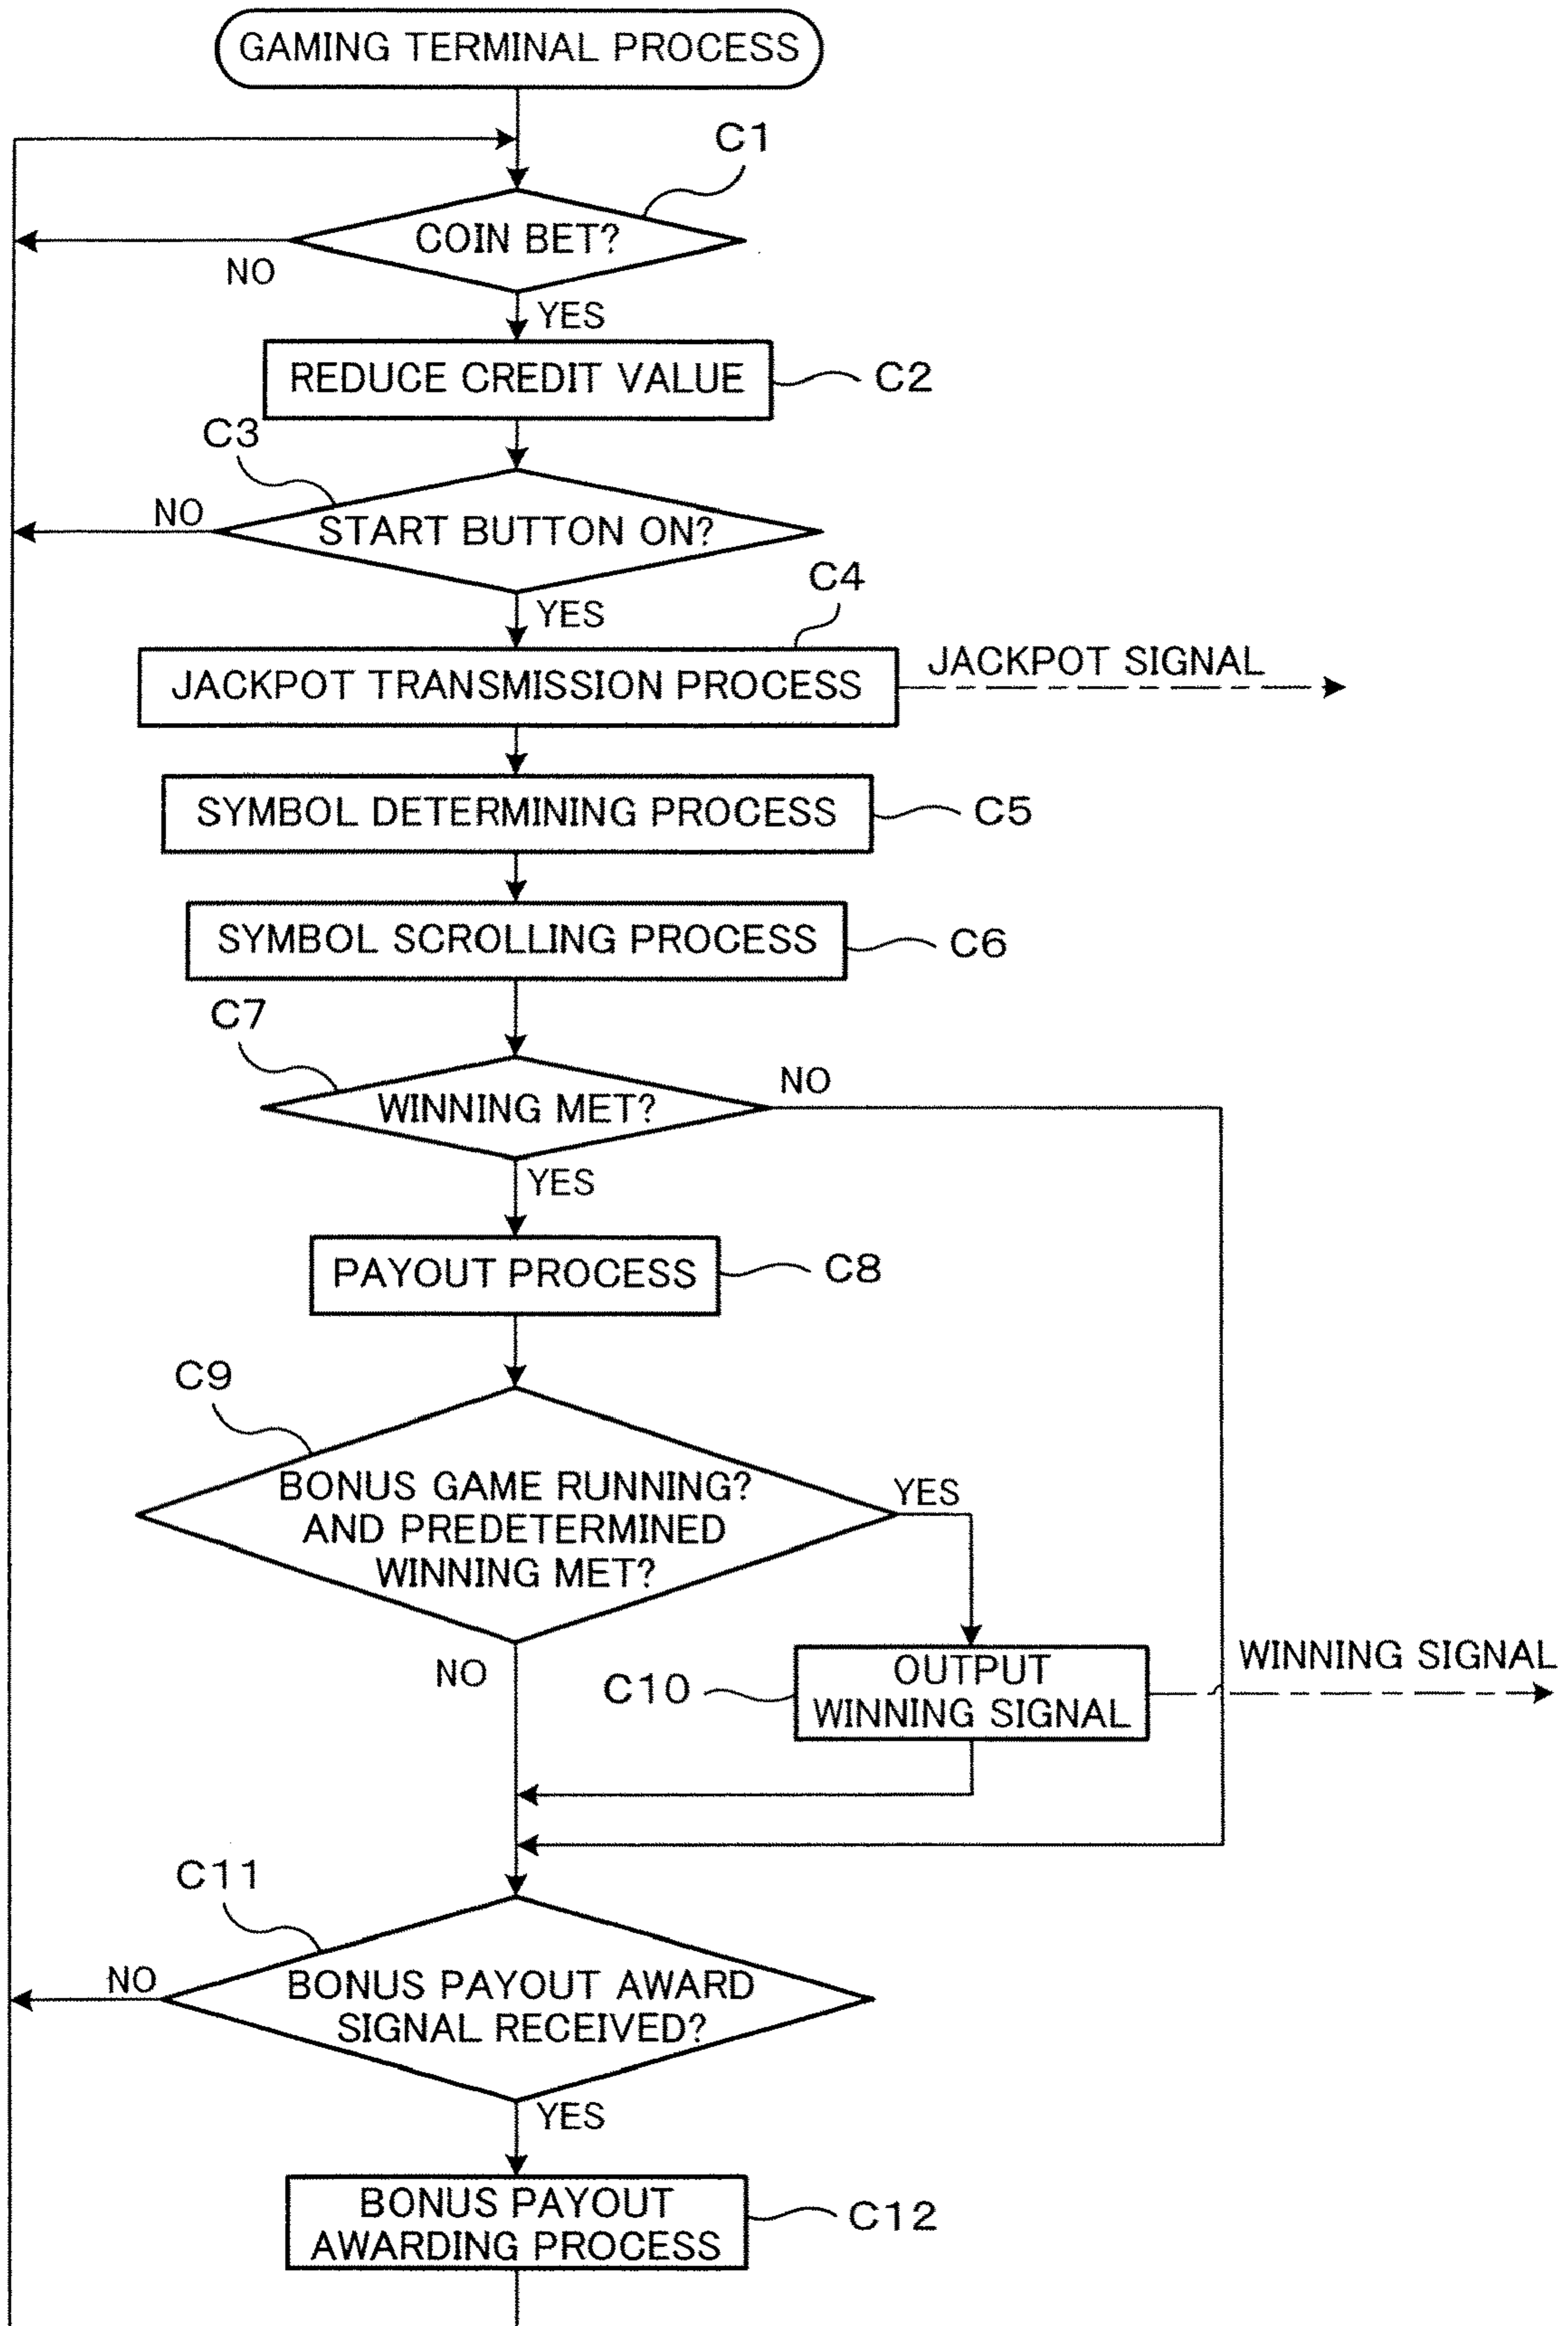 GAMING TERMINAL PROCESS
C1
COIN BET?
NO
YES
REDUCE CREDIT VALUE
C2
C3
NO
START BUTTON ON?
C4
YES
JACKPOT TRANSMISSION PROCESS
JACKPOT SIGNAL
SYMBOL DETERMINING PROCESS
C5
SYMBOL SCROLLING PROCESS
C6
C7
NO
WINNING MET?
YES
PAYOUT PROCESS
C8
C9
BONUS GAME RUNNING?
AND PREDETERMINED
WINNING MET?
YES
NO
C10
OUTPUT
WINNING SIGNAL
WINNING SIGNAL
C11
NO
BONUS PAYOUT AWARD
SIGNAL RECEIVED?
YES
BONUS PAYOUT
AWARDING PROCESS
C12